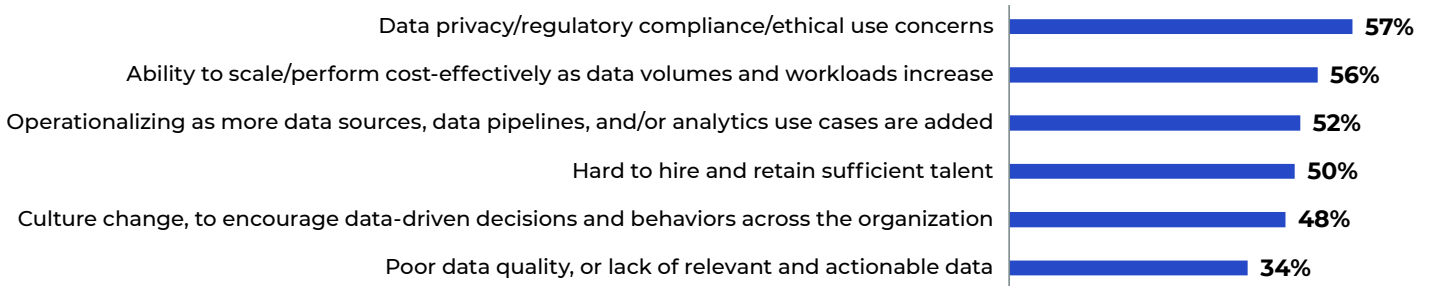 Data privacy/regulatory compliance/ethical use concerns 57%
Ability to scale/perform cost-effectively as data volumes and workloads increase 56%
Operationalizing as more data sources, data pipelines, and/or analytics use cases are added 52%
Hard to hire and retain sufficient talent 50%
Culture change, to encourage data-driven decisions and behaviors across the organization 48%
Poor data quality, or lack of relevant and actionable data 34%